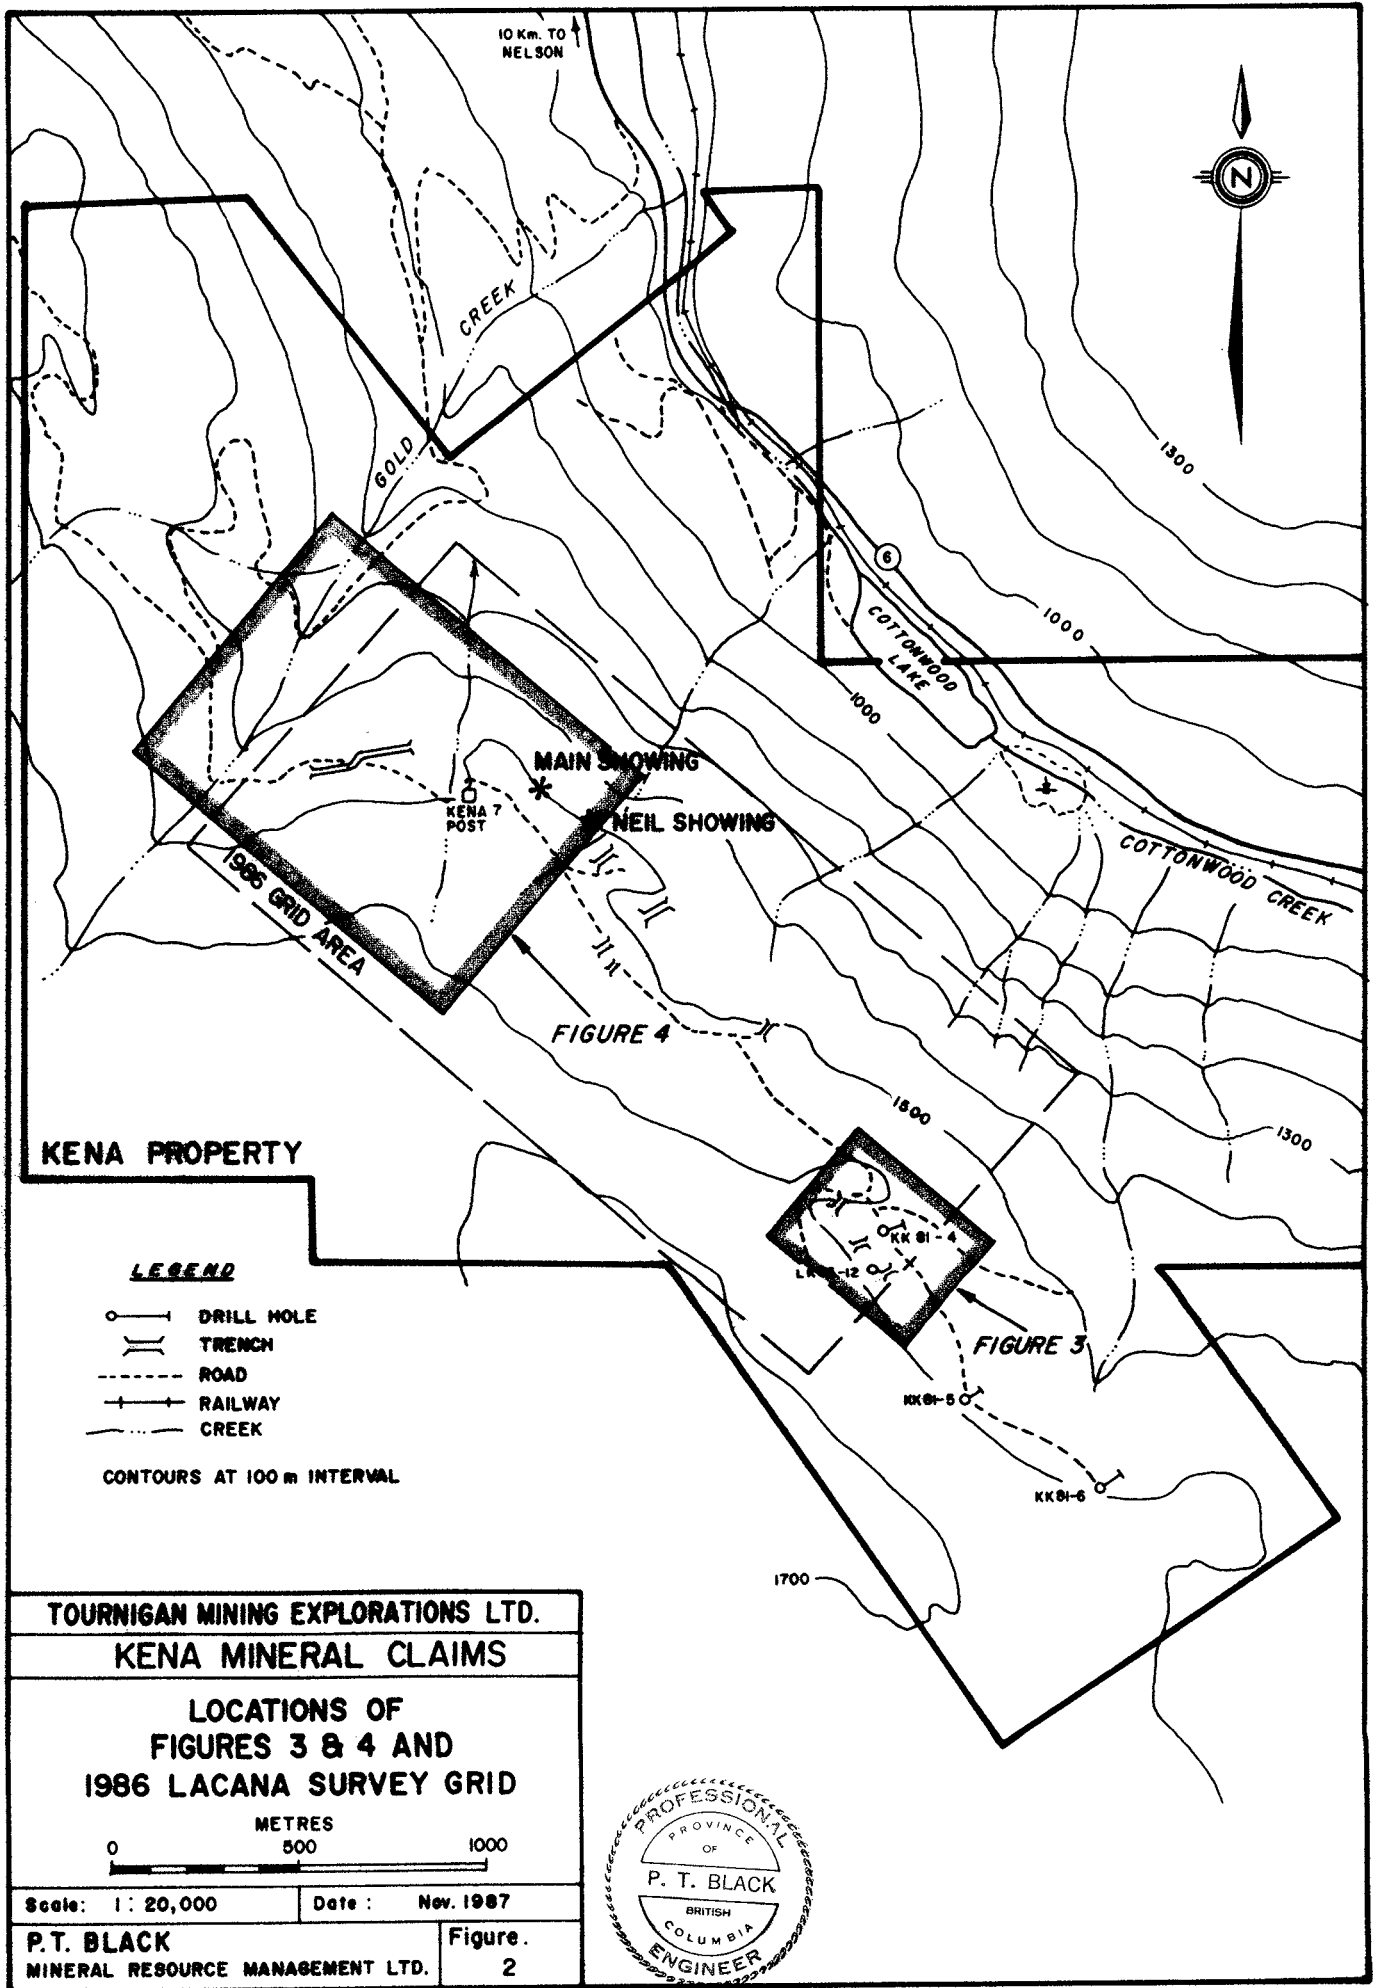 10 Km. TO
NELSON
N
CREEK
GOLD
1300
6
1000
COTTONWOOD
LAKE
1000
MAIN SHOWING
KENA 7
POST
NEIL SHOWING
COTTONWOOD CREEK
1986 GRID AREA
FIGURE 4
1500
1300
KENA PROPERTY
KK 81-4
LEGEND
DRILL HOLE
TRENCH
ROAD
RAILWAY
CREEK
CONTOURS AT 100 m INTERVAL
FIGURE 3
KK81-5
KK81-6
1700
TOURNIGAN MINING EXPLORATIONS LTD.
KENA MINERAL CLAIMS
LOCATIONS OF
FIGURES 3 & 4 AND
1986 LACANA SURVEY GRID
METRES
0 500 1000
Scale: 1 : 20,000 Date : Nov. 1987
P.T. BLACK
MINERAL RESOURCE MANAGEMENT LTD.
Figure.
2
PROFESSIONAL
PROVINCE
OF
P. T. BLACK
BRITISH
COLUMBIA
ENGINEER